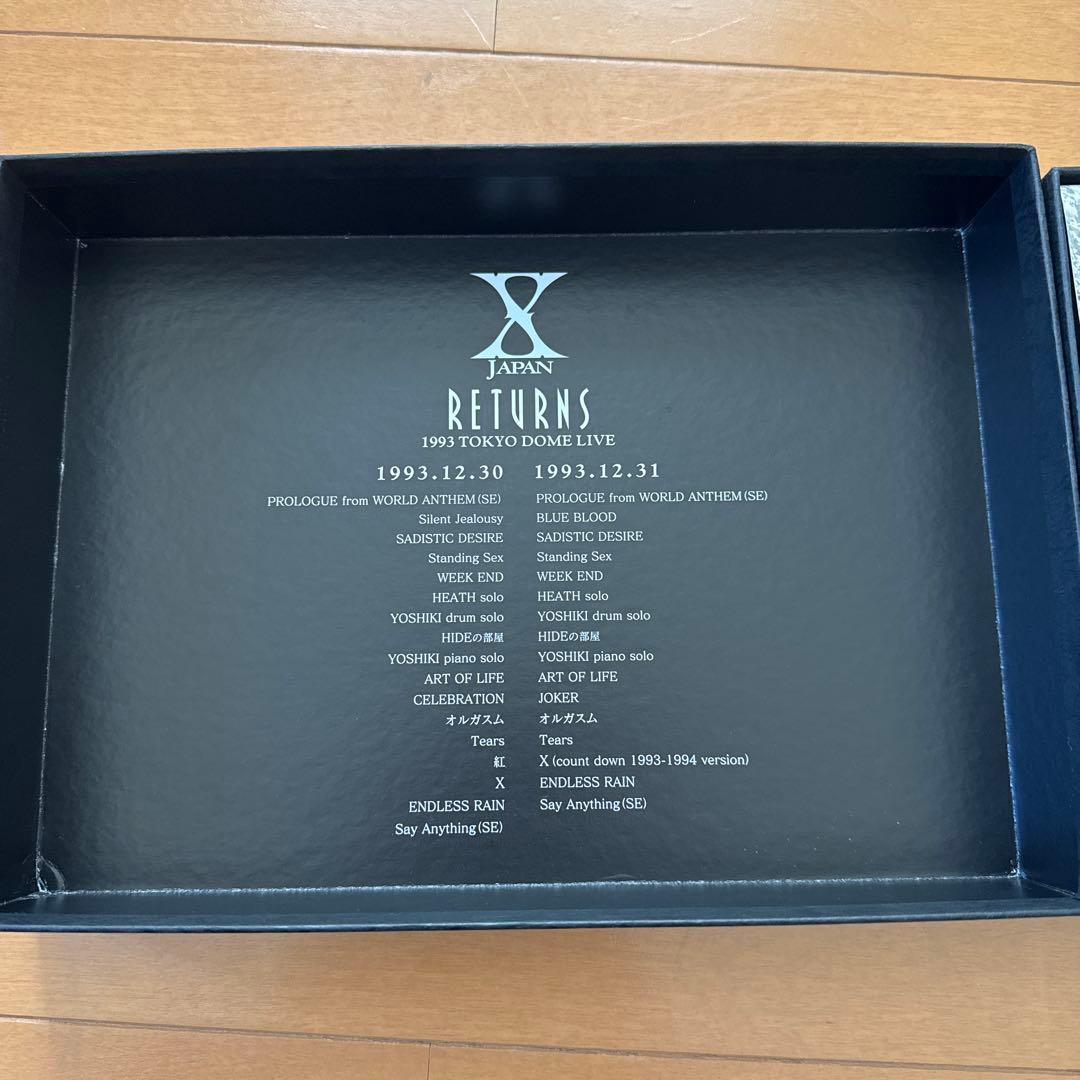 X
JAPAN
RETURNS
1993 TOKYO DOME LIVE
1993.12.30
PROLOGUE from WORLD ANTHEM(SE)
Silent Jealousy
SADISTIC DESIRE
Standing Sex
WEEK END
HEATH solo
YOSHIKI drum solo
HIDEの部屋
YOSHIKI piano solo
ART OF LIFE
CELEBRATION
オルガスム
Tears
紅
X
ENDLESS RAIN
Say Anything(SE)
1993.12.31
PROLOGUE from WORLD ANTHEM(SE)
BLUE BLOOD
SADISTIC DESIRE
Standing Sex
WEEK END
HEATH solo
YOSHIKI drum solo
HIDEの部屋
YOSHIKI piano solo
ART OF LIFE
JOKER
オルガスム
Tears
X(count down 1993-1994 version)
ENDLESS RAIN
Say Anything(SE)